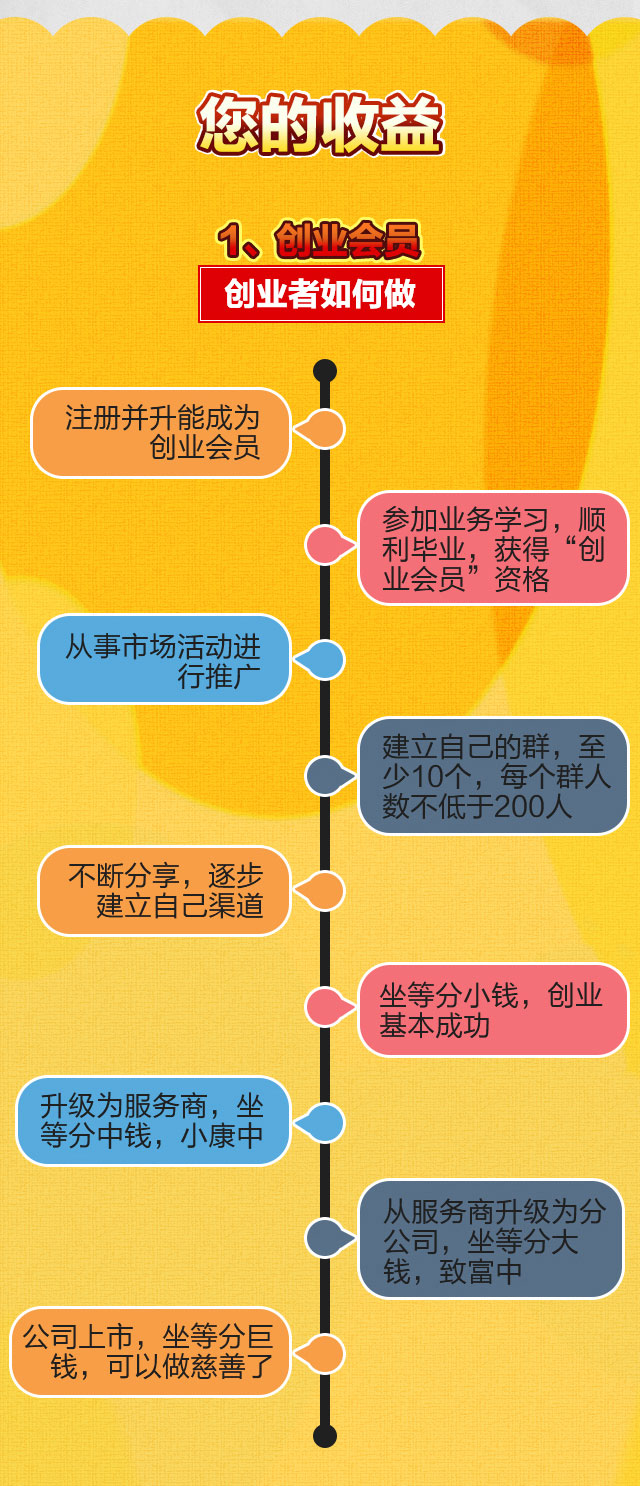 您的收益
1、创业会员
创业者如何做
注册并升能成为
创业会员
参加业务学习，顺
利毕业，获得“创
业会员”资格
从事市场活动进
行推广
建立自己的群，至
少10个，每个群人
数不低于200人
不断分享，逐步
建立自己渠道
坐等分小钱，创业
基本成功
升级为服务商，坐
等分中钱，小康中
从服务商升级为分
公司，坐等分大
钱，致富中
公司上市，坐等分巨
钱，可以做慈善了